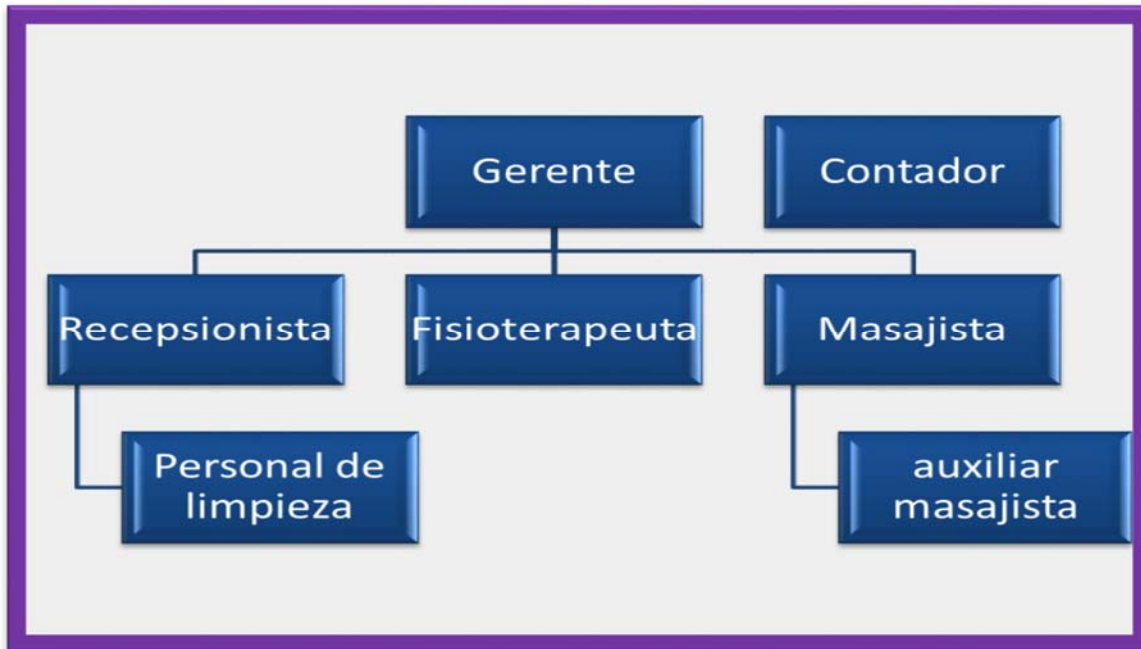 Gerente
Contador
Recepsionista
Fisioterapeuta
Masajista
Personal de
limpieza
auxiliar
masajista